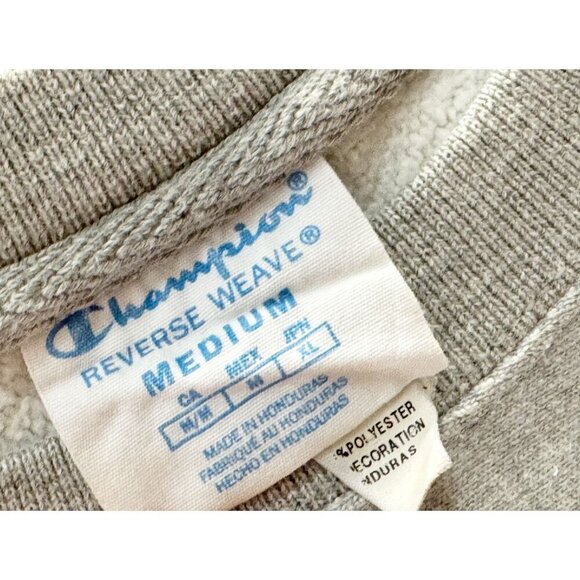 Champion®
REVERSE WEAVE®
MEDIUM
CA MEX JPN
M/M M XL
MADE IN HONDURAS
FABRIQUÉ AU HONDURAS
HECHO EN HONDURAS
%POLYESTER
ECORATION
NDURAS